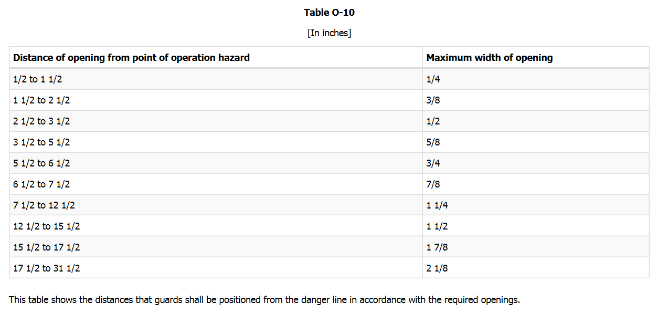 Table O-10
[In inches]
Distance of opening from point of operation hazard Maximum width of opening
1/2 to 1 1/2 1/4
1 1/2 to 2 1/2 3/8
2 1/2 to 3 1/2 1/2
3 1/2 to 5 1/2 5/8
5 1/2 to 6 1/2 3/4
6 1/2 to 7 1/2 7/8
7 1/2 to 12 1/2 1 1/4
12 1/2 to 15 1/2 1 1/2
15 1/2 to 17 1/2 1 7/8
17 1/2 to 31 1/2 2 1/8
This table shows the distances that guards shall be positioned from the danger line in accordance with the required openings.